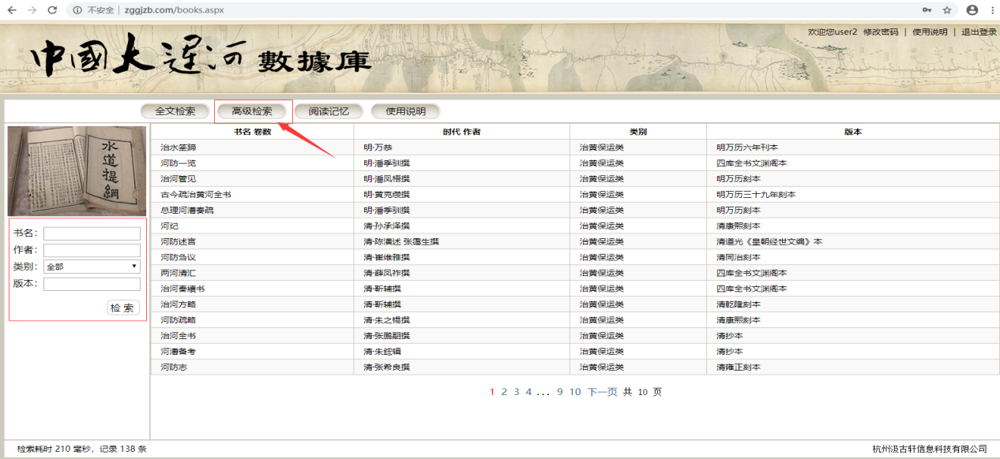 不安全 | zggjzb.com/books.aspx
欢迎您user2 修改密码 | 使用说明 | 退出登录
中國大運河 數據庫
全文检索 高级检索 阅读记忆 使用说明
水道提綱
书名：
作者：
类别： 全部
版本：
检 索
书名 卷数 时代 作者 类别 版本
治水筌蹄 明·万恭 治黄保运类 明万历六年刊本
河防一览 明·潘季驯撰 治黄保运类 四库全书文渊阁本
治河管见 明·潘凤梧撰 治黄保运类 明万历刻本
古今疏治黄河全书 明·黄克缵撰 治黄保运类 明万历三十九年刻本
总理河漕奏疏 明·潘季驯撰 治黄保运类 明万历刻本
河纪 清·孙承泽撰 治黄保运类 清康熙刻本
河防述言 清·陈潢述 张霭生撰 治黄保运类 清道光《皇朝经世文编》本
河防刍议 清·崔维雅撰 治黄保运类 清同治刻本
两河清汇 清·薛凤祚撰 治黄保运类 四库全书文渊阁本
治河奏續书 清·靳辅撰 治黄保运类 四库全书文渊阁本
治河方略 清·靳辅撰 治黄保运类 清乾隆刻本
河防疏略 清·朱之锡撰 治黄保运类 清康熙刻本
治河全书 清·张鹏翮撰 治黄保运类 清抄本
河漕备考 清·朱鋐辑 治黄保运类 清抄本
河防志 清·张希良撰 治黄保运类 清雍正刻本
1 2 3 4 ... 9 10 下一页 共 10 页
检索耗时 210 毫秒，记录 138 条
杭州汲古轩信息科技有限公司